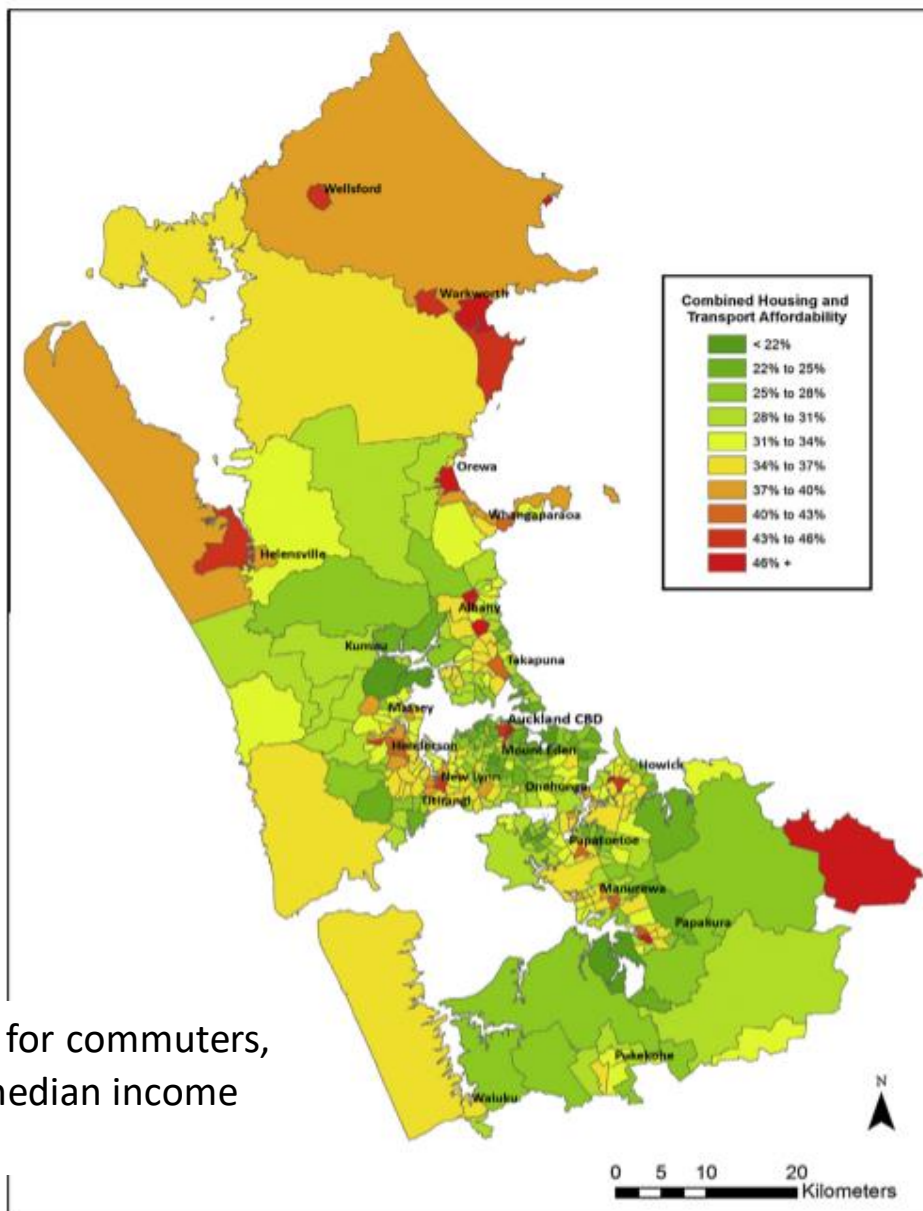 Wellsford
Warkworth
Combined Housing and
Transport Affordability
< 22%
22% to 25%
25% to 28%
28% to 31%
31% to 34%
34% to 37%
37% to 40%
40% to 43%
43% to 46%
46% +
Orewa
Whangaparaoa
Helensville
Albany
Kumeu
Takapuna
Massey
Auckland CBD
Henderson
Mount Eden
Howick
New Lynn
Onehunga
Titirangi
Papatoetoe
Manurewa
Papakura
for commuters,
nedian income
Pukekohe
Waiuku
N
0 5 10 20
Kilometers